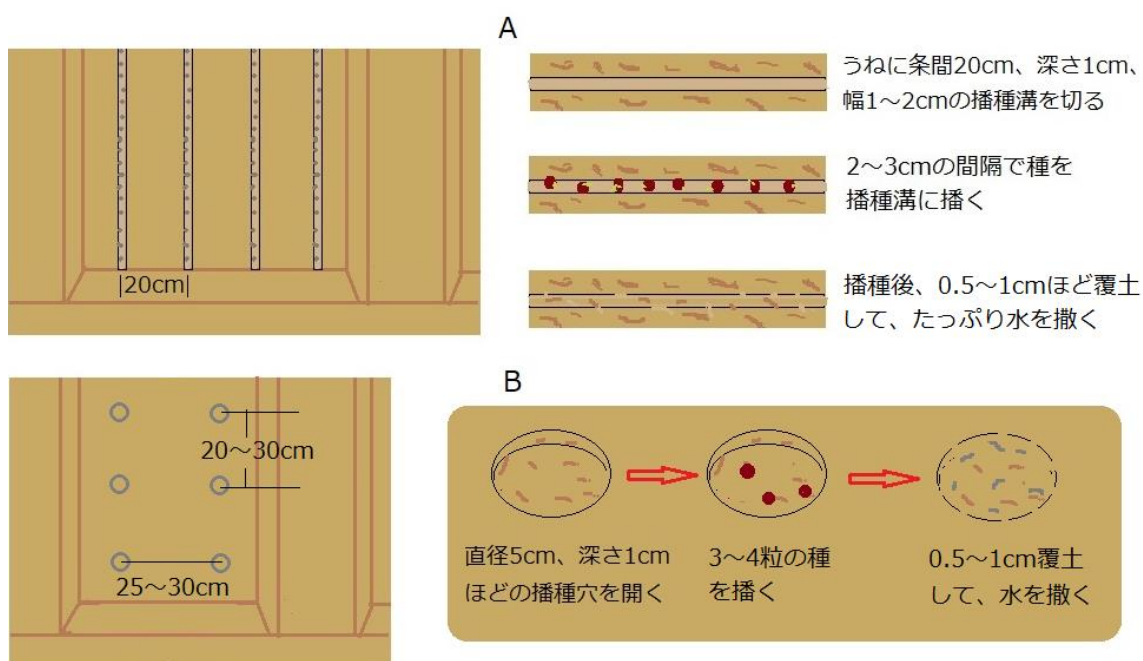 A
うねに条間20cm、深さ1cm、
幅1~2cmの播種溝を切る
2~3cmの間隔で種を
播種溝に播く
20cm
播種後、0.5~1cmほど覆土
して、たっぷり水を撒く
B
20~30cm
25~30cm
直径5cm、深さ1cm
ほどの播種穴を開く
3~4粒の種
を播く
0.5~1cm覆土
して、水を撒く